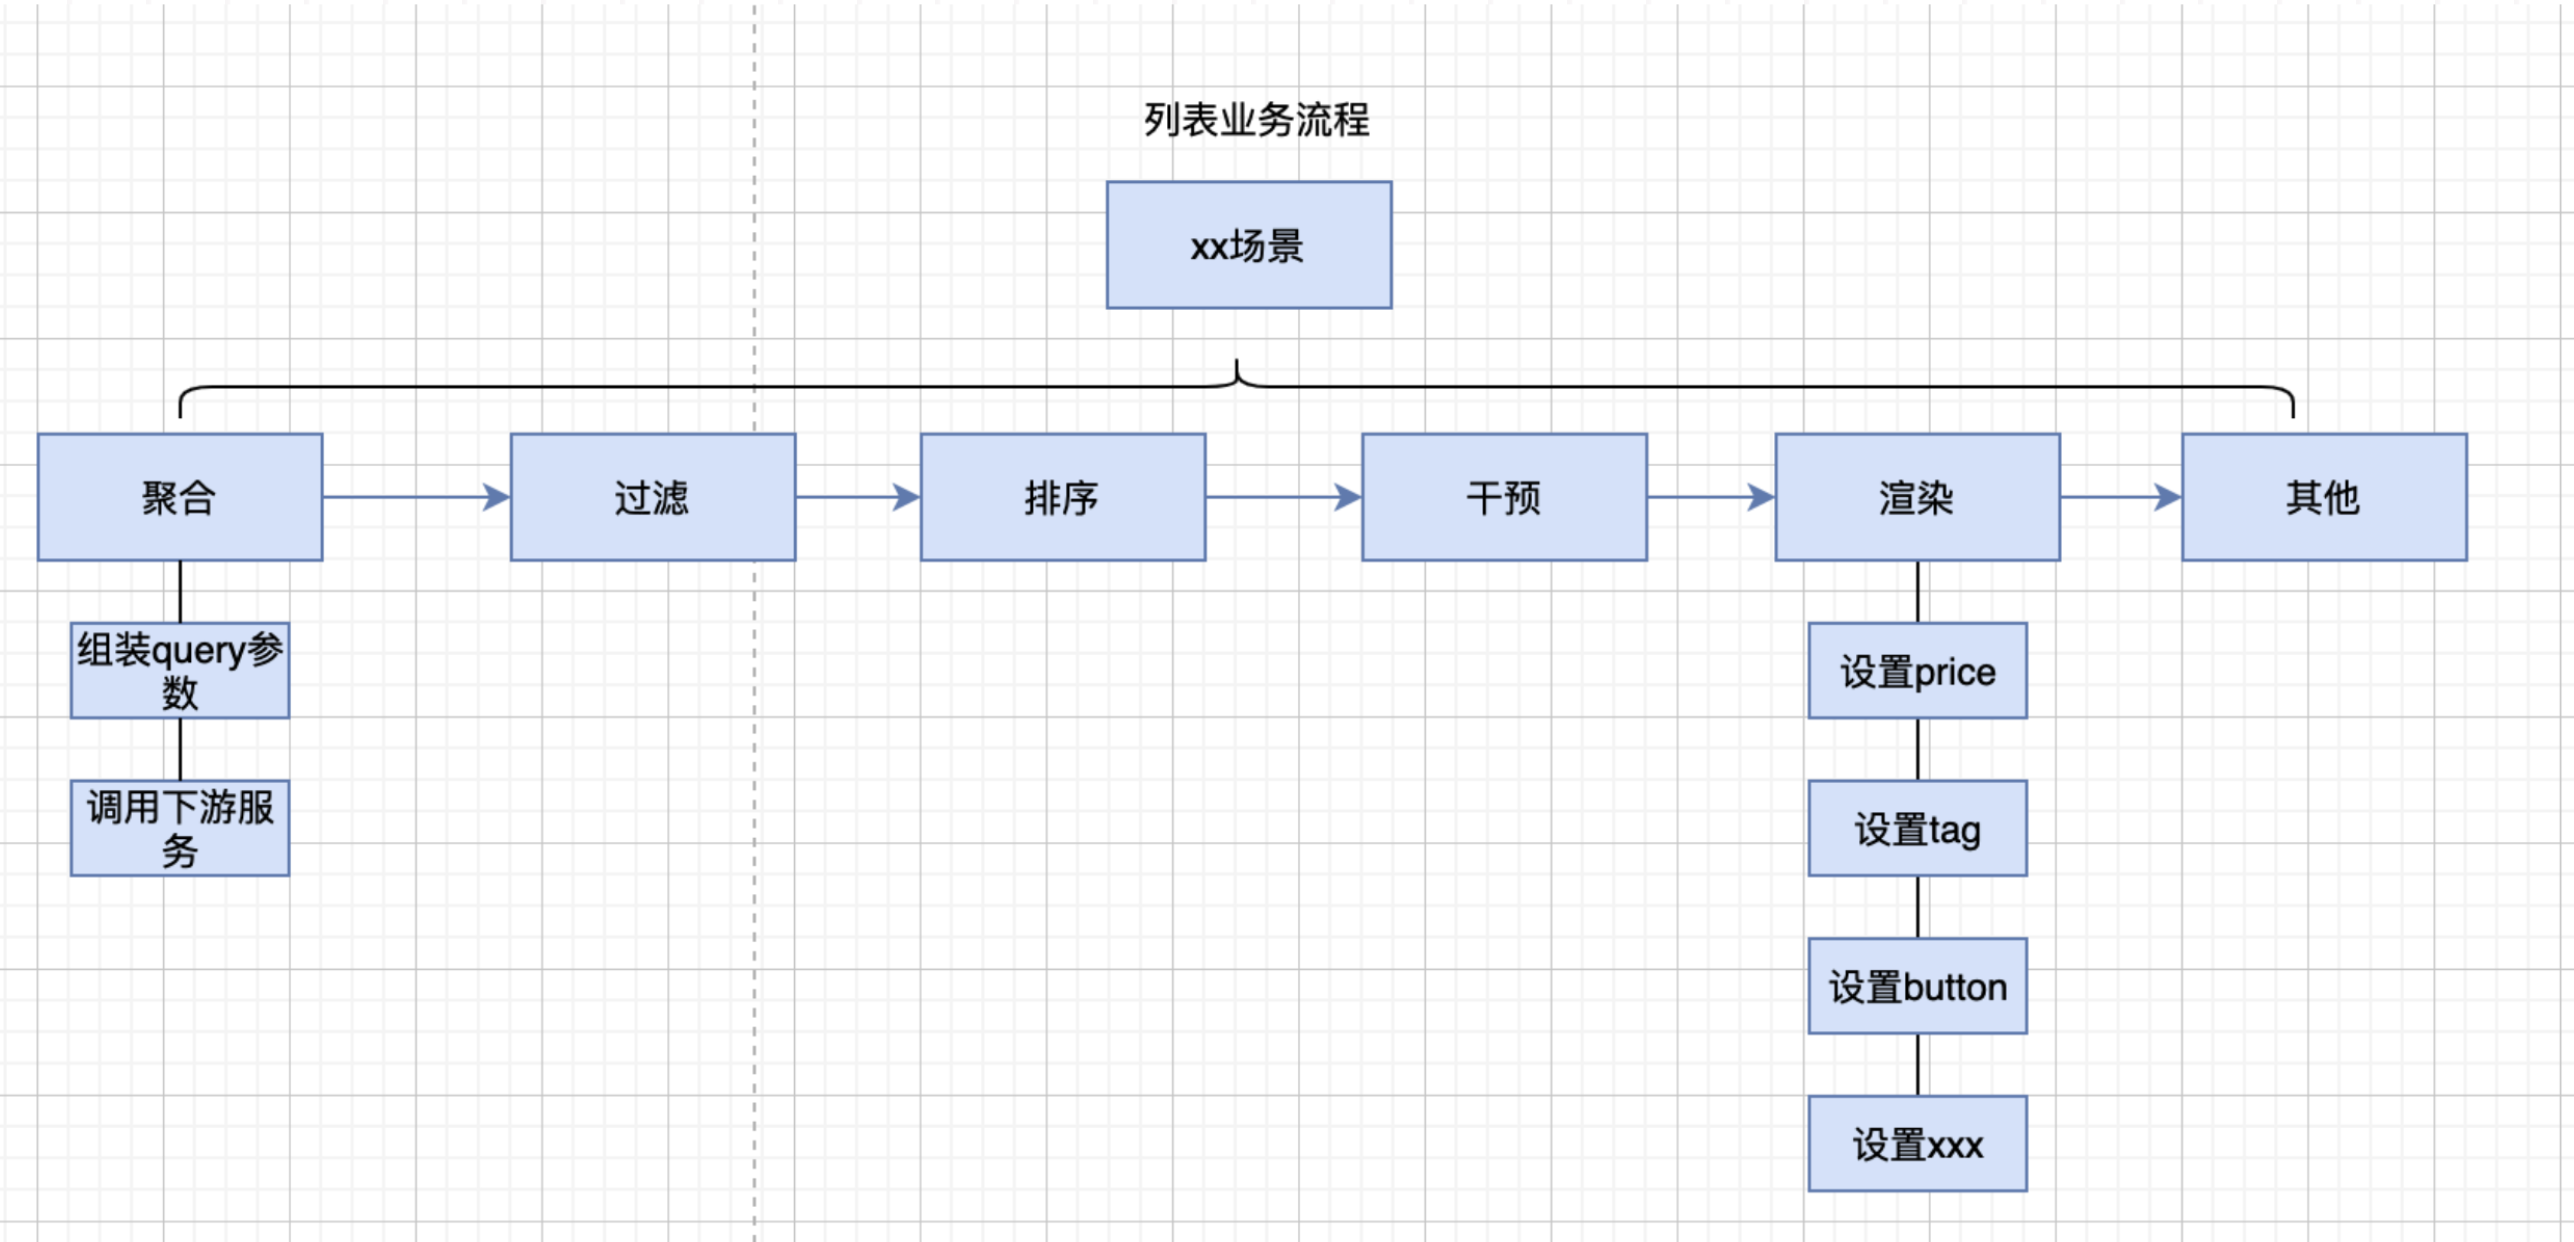 列表业务流程
xx场景
聚合
过滤
排序
干预
渲染
其他
组装query参
数
调用下游服
务
设置price
设置tag
设置button
设置xxx